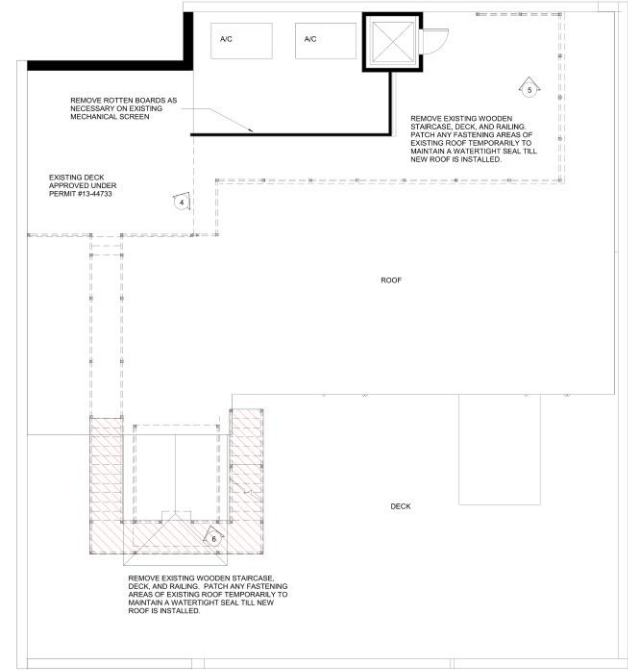 A/C
A/C
5
REMOVE ROTTEN BOARDS AS
NECESSARY ON EXISTING
MECHANICAL SCREEN
REMOVE EXISTING WOODEN
STAIRCASE, DECK, AND RAILING.
PATCH ANY FASTENING AREAS OF
EXISTING ROOF TEMPORARILY TO
MAINTAIN A WATERTIGHT SEAL TILL
NEW ROOF IS INSTALLED.
EXISTING DECK
APPROVED UNDER
PERMIT #13-44733
4
ROOF
DECK
6
REMOVE EXISTING WOODEN STAIRCASE,
DECK, AND RAILING. PATCH ANY FASTENING
AREAS OF EXISTING ROOF TEMPORARILY TO
MAINTAIN A WATERTIGHT SEAL TILL NEW
ROOF IS INSTALLED.